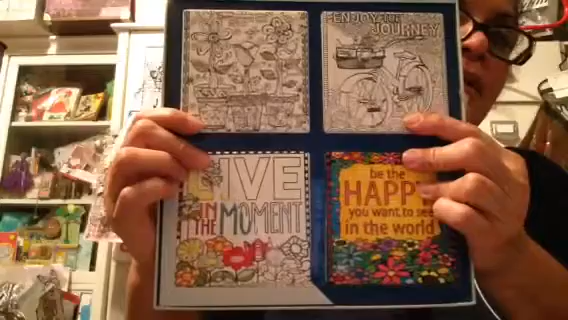 ENJOY THE
JOURNEY
LIVE
IN
THE MOMENT
be the
HAPPY
you want to see
in the world